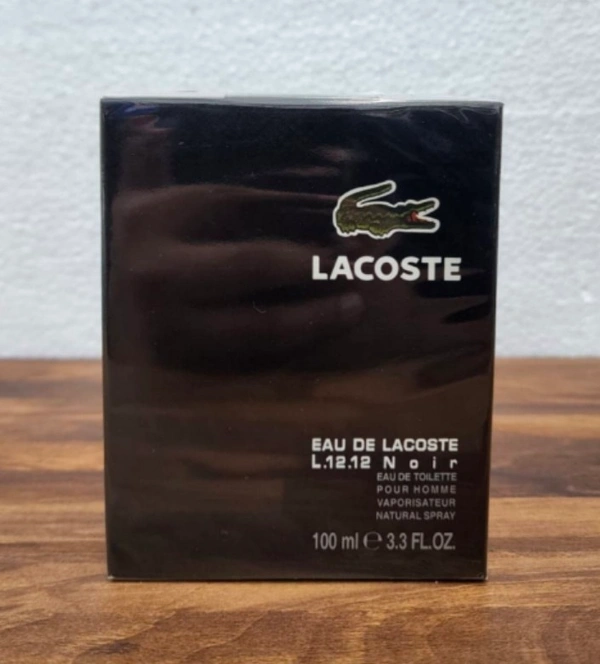 LACOSTE
EAU DE LACOSTE
L.12.12 Noir
EAU DE TOILETTE
POUR HOMME
VAPORISATEUR
NATURAL SPRAY
100 ml ℮ 3.3 FL.OZ.